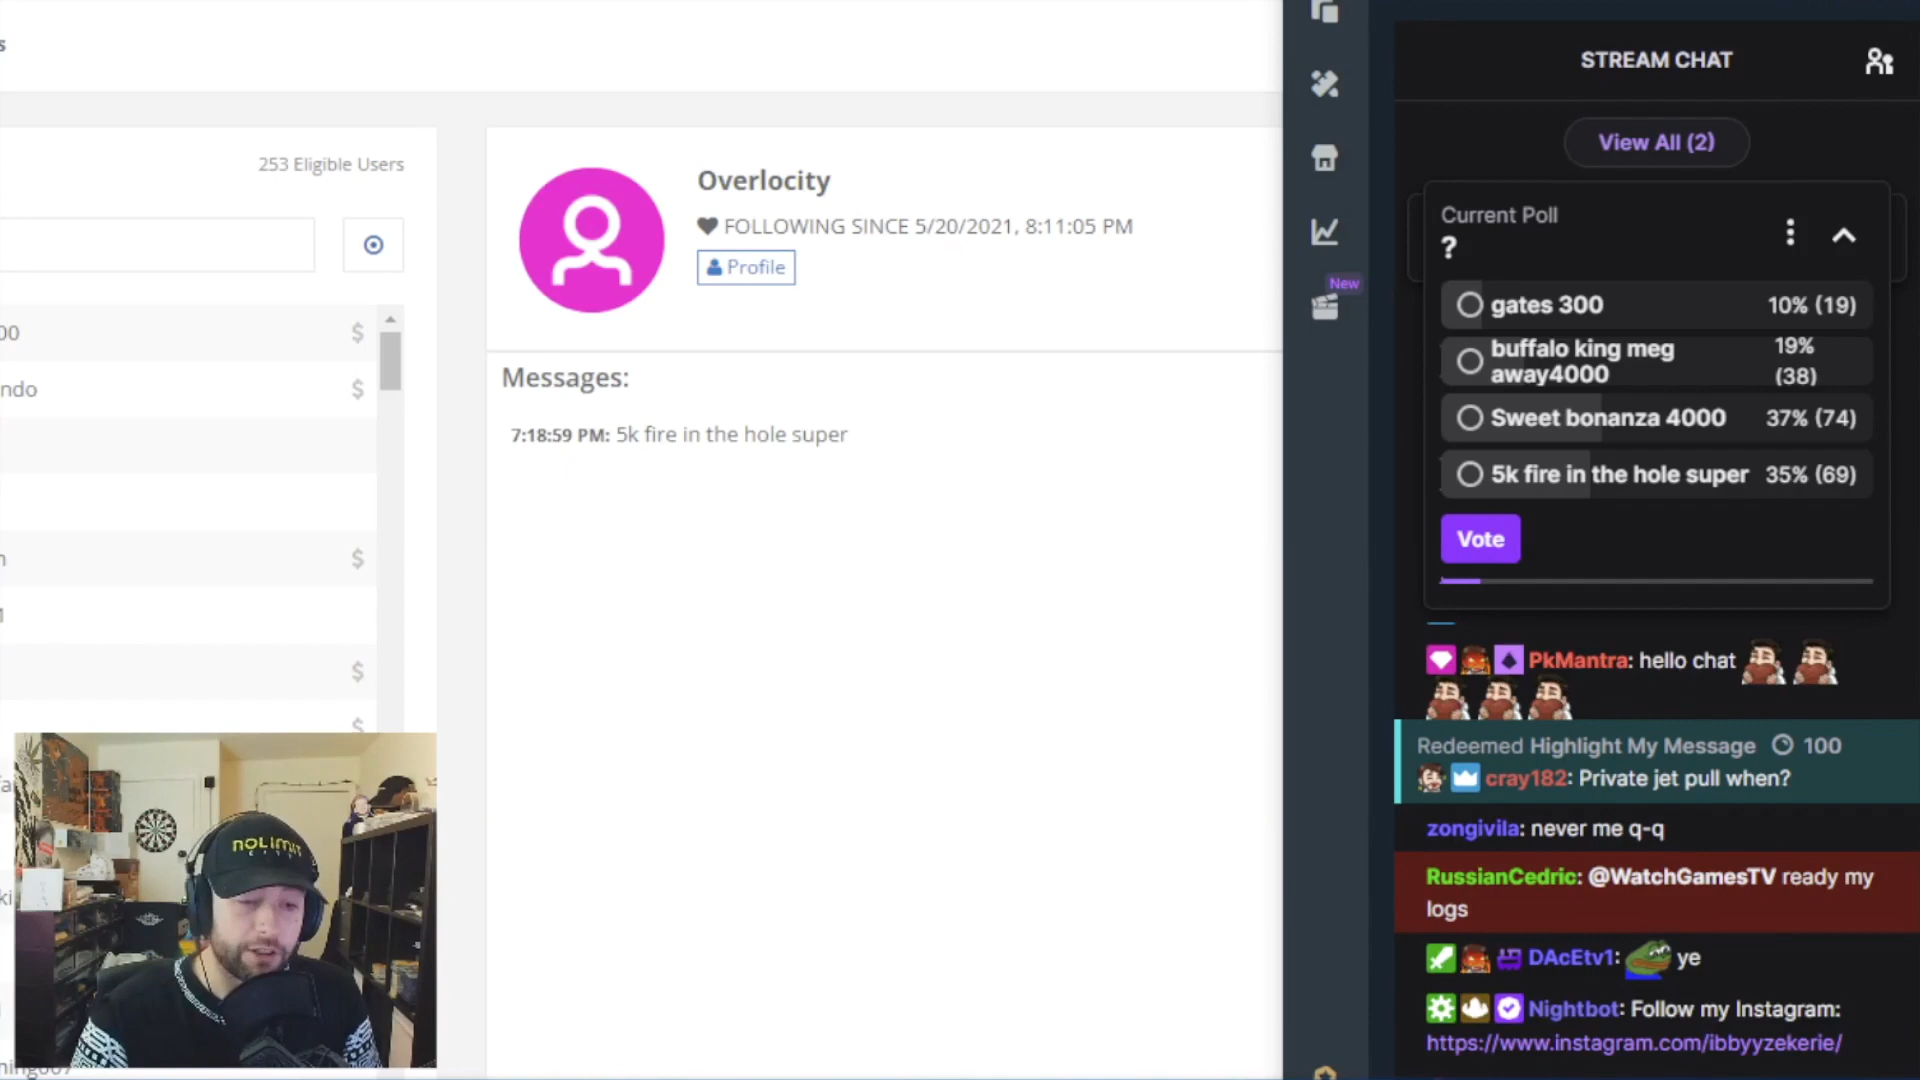 s
253 Eligible Users
00
$
ndo
$
$
$
$
Overlocity
FOLLOWING SINCE 5/20/2021, 8:11:05 PM
Profile
Messages:
7:18:59 PM: 5k fire in the hole super
NOLIMIT
CITY
New
STREAM CHAT
View All (2)
Current Poll
?
gates 300 10% (19)
buffalo king meg away4000 19% (38)
Sweet bonanza 4000 37% (74)
5k fire in the hole super 35% (69)
Vote
PkMantra: hello chat
Redeemed Highlight My Message 100
cray182: Private jet pull when?
zongivila: never me q-q
RussianCedric: @WatchGamesTV ready my
logs
DAcEtv1: ye
Nightbot: Follow my Instagram:
https://www.instagram.com/ibbyyzekerie/